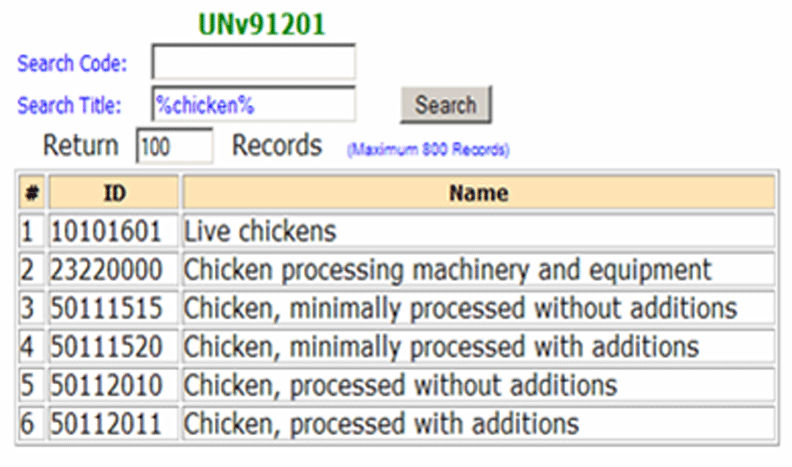 UNv91201
Search Code:
Search Title: %chicken% Search
Return 100 Records (Maximum 800 Records)
# ID Name
1 10101601 Live chickens
2 23220000 Chicken processing machinery and equipment
3 50111515 Chicken, minimally processed without additions
4 50111520 Chicken, minimally processed with additions
5 50112010 Chicken, processed without additions
6 50112011 Chicken, processed with additions